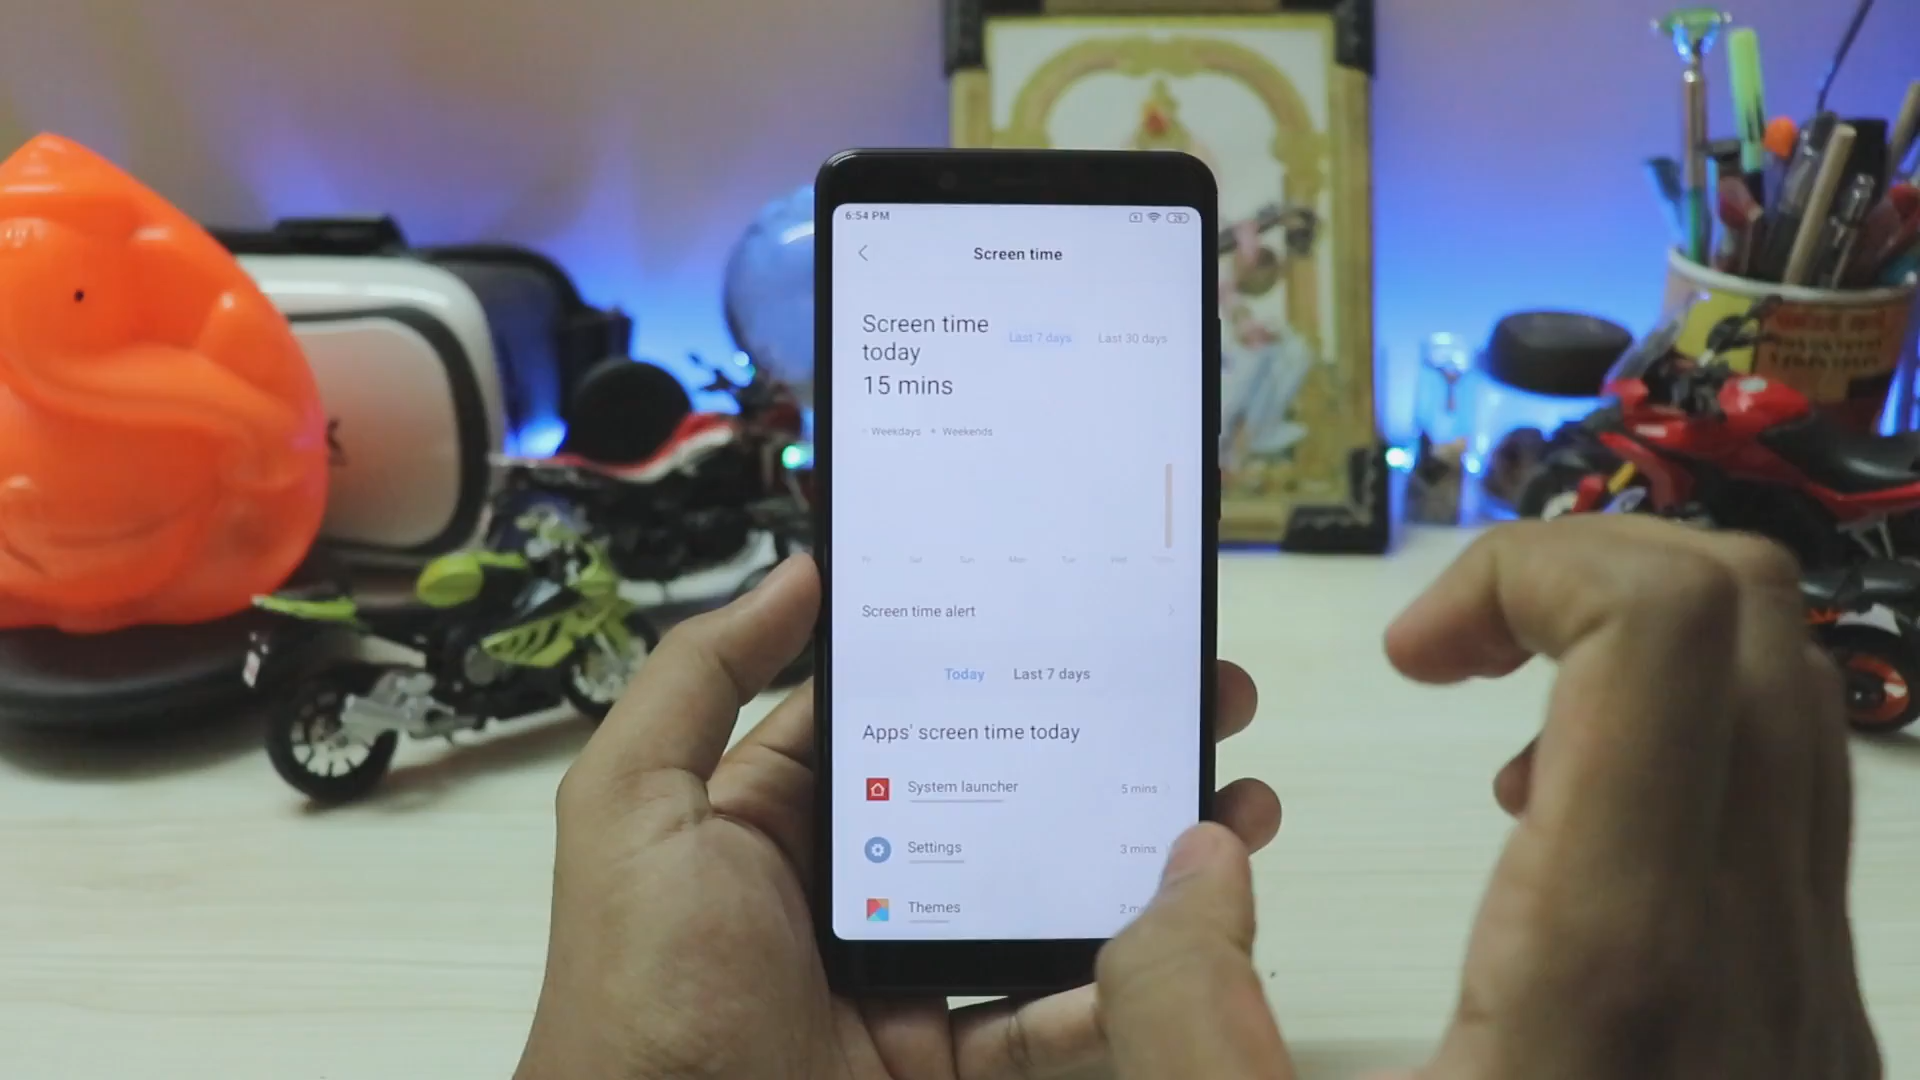 6:54 PM
29
Screen time
Screen time
today
Last 7 days
Last 30 days
15 mins
Weekdays
Weekends
Fri
Sat
Sun
Mon
Tue
Wed
Screen time alert
Today
Last 7 days
Apps' screen time today
System launcher
5 mins
Settings
3 mins
Themes